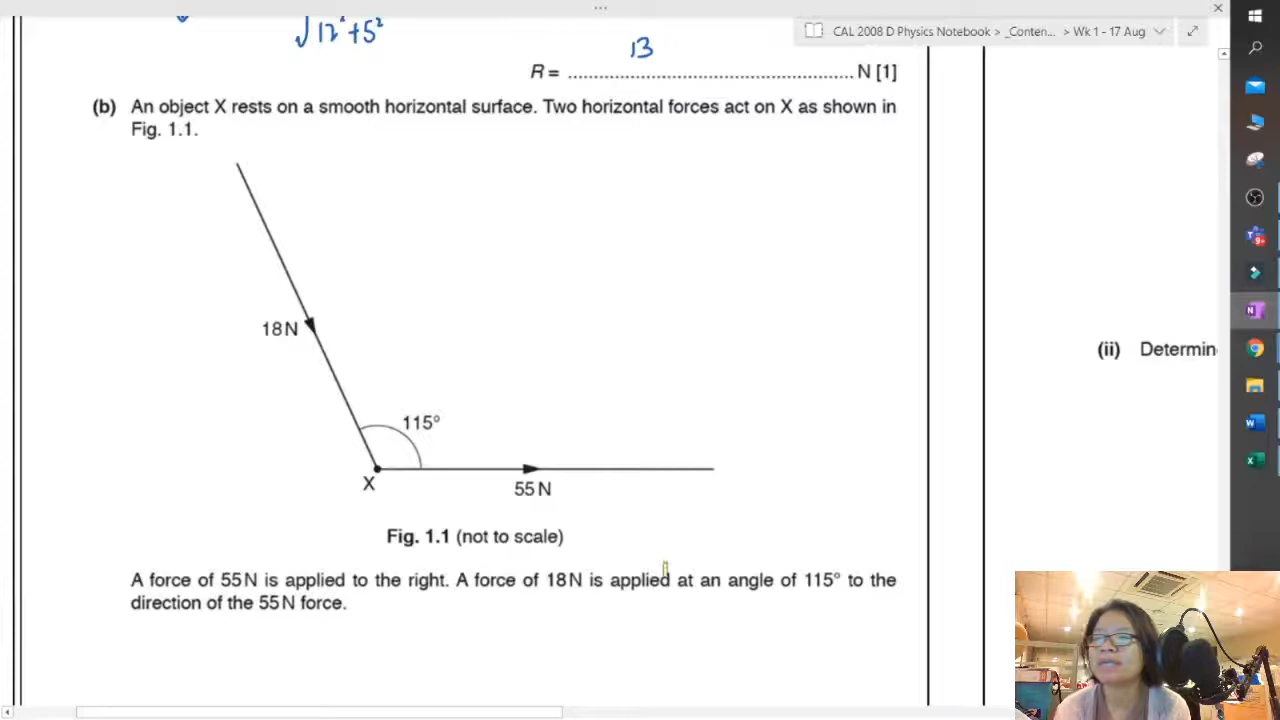 √12²+5²
CAL 2008 D Physics Notebook > _Conten... > Wk 1 - 17 Aug
13
R = ........................................................ N [1]
(b) An object X rests on a smooth horizontal surface. Two horizontal forces act on X as shown in
Fig. 1.1.
18 N
(ii) Determin
115°
X
55 N
Fig. 1.1 (not to scale)
A force of 55 N is applied to the right. A force of 18 N is applied at an angle of 115° to the
direction of the 55 N force.